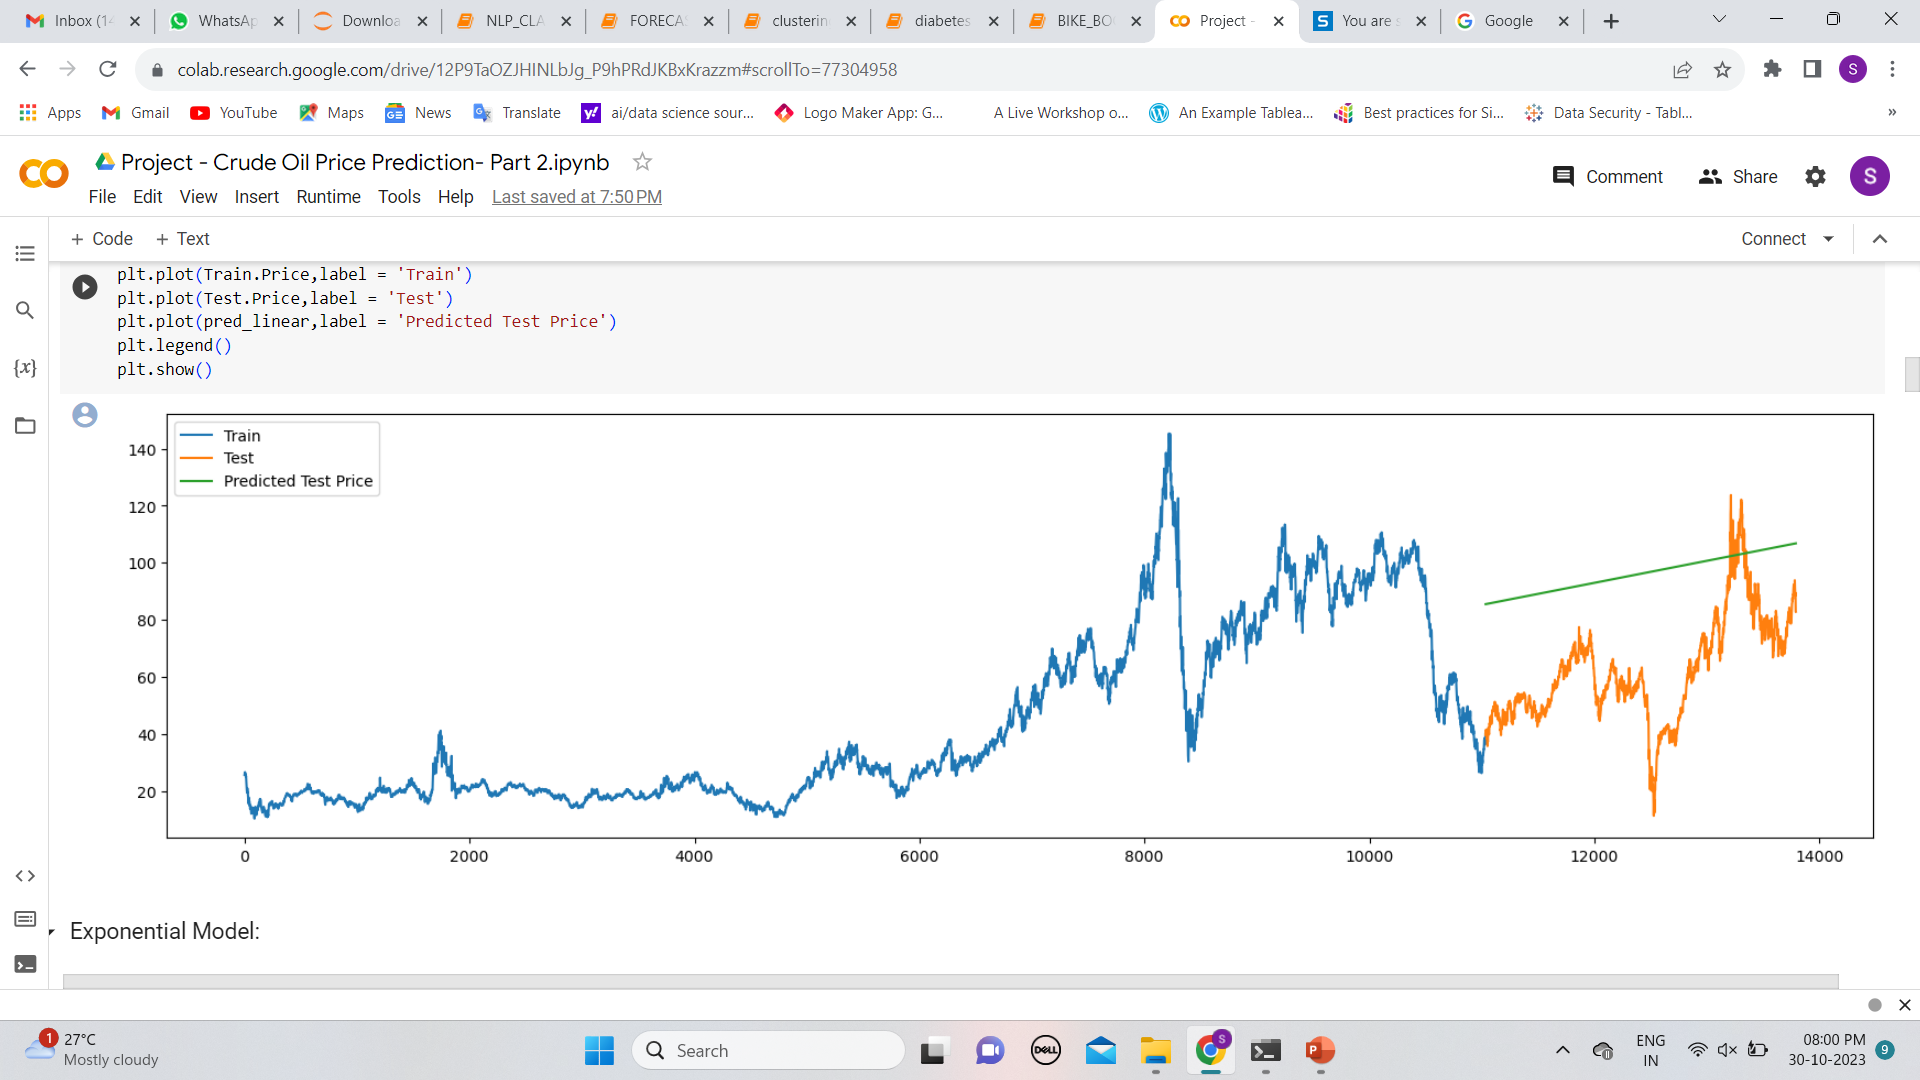 Inbox (14
WhatsAp
Downloa
NLP_CLA
FORECAS
clustering
diabetes
BIKE_BO
Project -
You are s
Google
colab.research.google.com/drive/12P9TaOZJHINLbJg_P9hPRdJKBxKrazzm#scrollTo=77304958
S
Apps
Gmail
YouTube
Maps
News
Translate
ai/data science sour...
Logo Maker App: G...
A Live Workshop o...
An Example Tablea...
Best practices for Si...
Data Security - Tabl...
»
Project - Crude Oil Price Prediction- Part 2.ipynb
File Edit View Insert Runtime Tools Help Last saved at 7:50 PM
Comment
Share
S
+ Code + Text
Connect
{x}
plt.plot(Train.Price,label = 'Train')
plt.plot(Test.Price,label = 'Test')
plt.plot(pred_linear,label = 'Predicted Test Price')
plt.legend()
plt.show()
Train
Test
Predicted Test Price
140
120
100
80
60
40
20
0 2000 4000 6000 8000 10000 12000 14000
Exponential Model:
1
27°C
Mostly cloudy
Search
DELL
S
P
ENG
IN
08:00 PM
30-10-2023
9